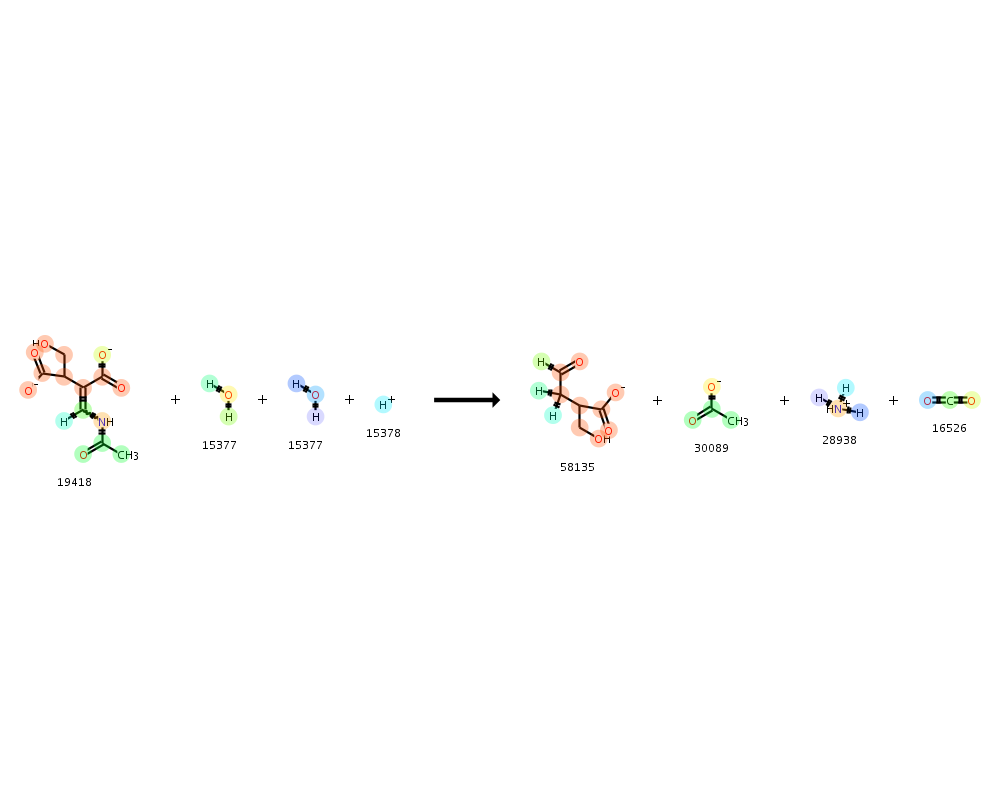 HO
O
O⁻
O⁻
O
H
NH
O
CH3
19418
+
H
O
H
15377
+
H
O
H
15377
+
H⁺
15378
H
O
H
H
O⁻
O
OH
58135
+
O⁻
O
CH3
30089
+
H
H
HN⁺
H
28938
+
O
C
O
16526